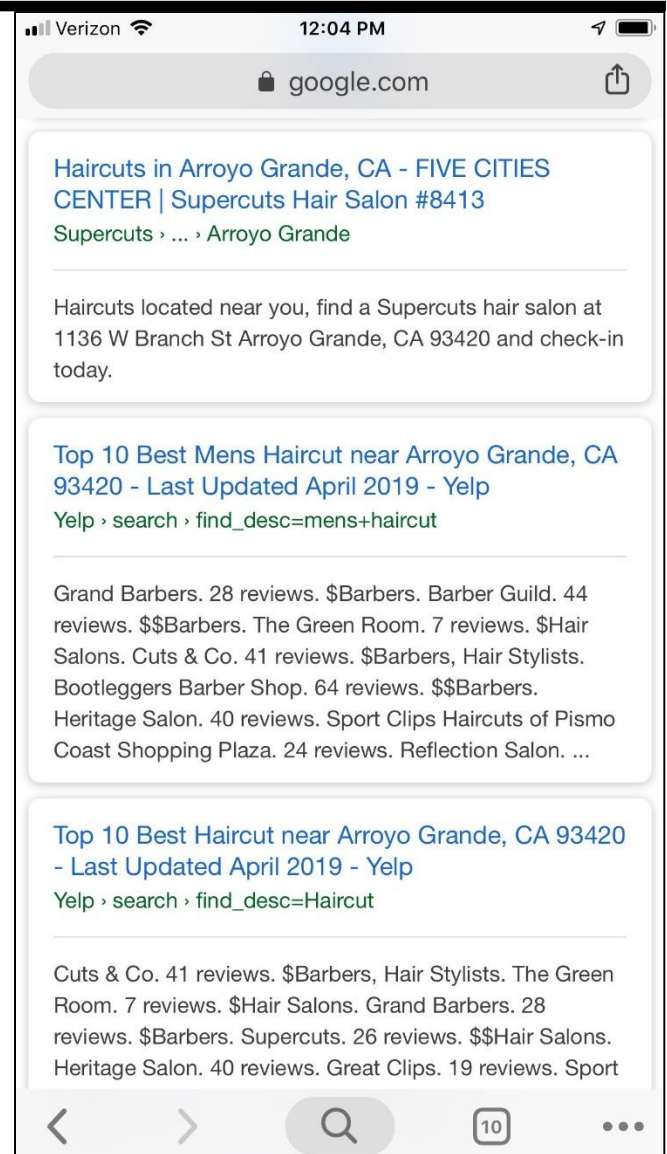 Verizon 12:04 PM
google.com
Haircuts in Arroyo Grande, CA - FIVE CITIES
CENTER | Supercuts Hair Salon #8413
Supercuts › ... › Arroyo Grande
Haircuts located near you, find a Supercuts hair salon at
1136 W Branch St Arroyo Grande, CA 93420 and check-in
today.
Top 10 Best Mens Haircut near Arroyo Grande, CA
93420 - Last Updated April 2019 - Yelp
Yelp › search › find_desc=mens+haircut
Grand Barbers. 28 reviews. $Barbers. Barber Guild. 44
reviews. $$Barbers. The Green Room. 7 reviews. $Hair
Salons. Cuts & Co. 41 reviews. $Barbers, Hair Stylists.
Bootleggers Barber Shop. 64 reviews. $$Barbers.
Heritage Salon. 40 reviews. Sport Clips Haircuts of Pismo
Coast Shopping Plaza. 24 reviews. Reflection Salon. ...
Top 10 Best Haircut near Arroyo Grande, CA 93420
- Last Updated April 2019 - Yelp
Yelp › search › find_desc=Haircut
Cuts & Co. 41 reviews. $Barbers, Hair Stylists. The Green
Room. 7 reviews. $Hair Salons. Grand Barbers. 28
reviews. $Barbers. Supercuts. 26 reviews. $$Hair Salons.
Heritage Salon. 40 reviews. Great Clips. 19 reviews. Sport
10